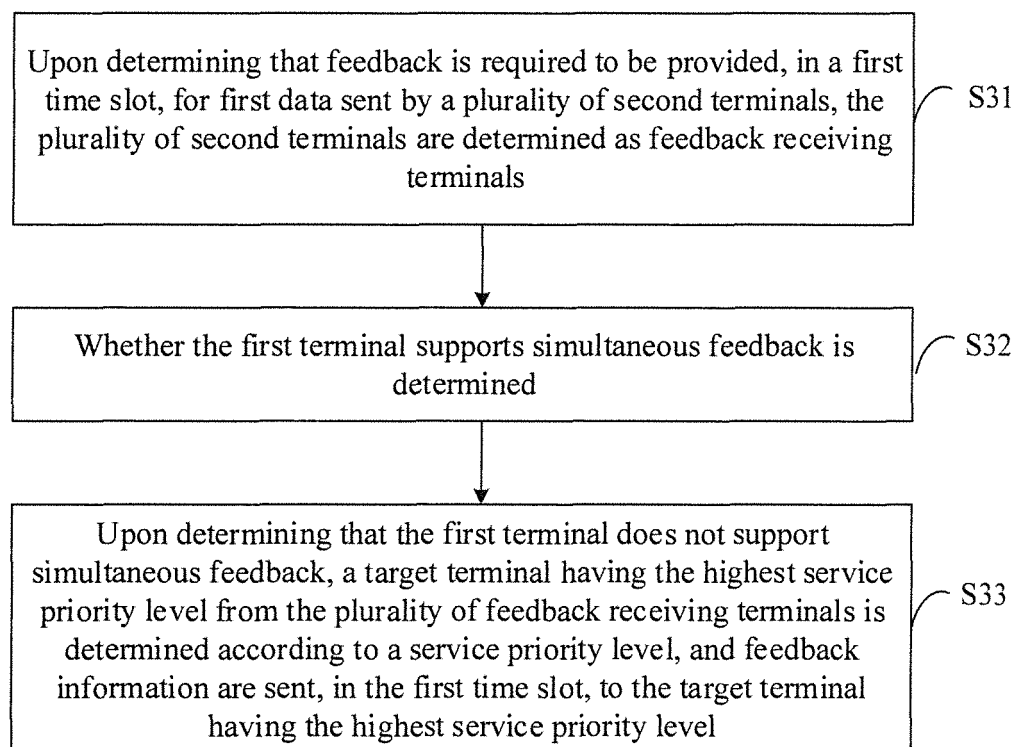 Upon determining that feedback is required to be provided, in a first
time slot, for first data sent by a plurality of second terminals, the
plurality of second terminals are determined as feedback receiving
terminals
S31
Whether the first terminal supports simultaneous feedback is
determined
S32
Upon determining that the first terminal does not support
simultaneous feedback, a target terminal having the highest service
priority level from the plurality of feedback receiving terminals is
determined according to a service priority level, and feedback
information are sent, in the first time slot, to the target terminal
having the highest service priority level
S33